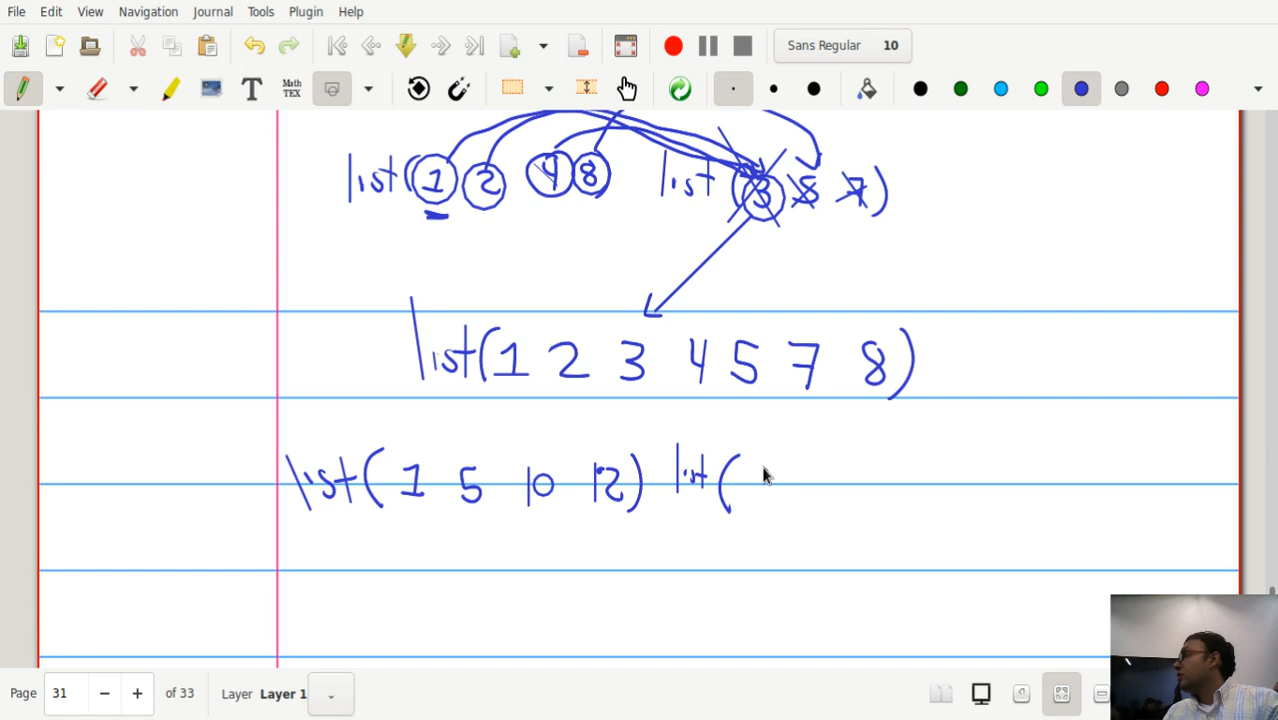 File Edit View Navigation Journal Tools Plugin Help
T Math TEX Sans Regular 10
list(1 2 4 8 list (3 5 7)
list(1 2 3 4 5 7 8)
list( 1 5 10 12) list(
Page 31 of 33 Layer Layer 1